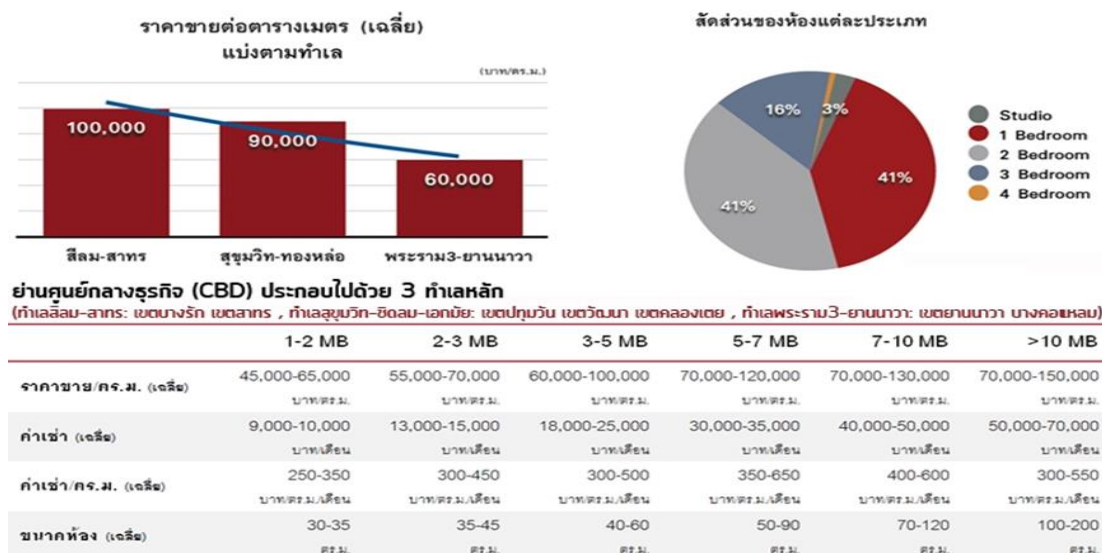 ราคาขายต่อตารางเมตร (เฉลี่ย)
แบ่งตามทำเล
(บาท/ตร.ม.)
100,000
90,000
60,000
สีลม-สาทร
สุขุมวิท-ทองหล่อ
พระราม3-ยานนาวา
สัดส่วนของห้องแต่ละประเภท
16%
3%
41%
41%
Studio
1 Bedroom
2 Bedroom
3 Bedroom
4 Bedroom
ย่านศูนย์กลางธุรกิจ (CBD) ประกอบไปด้วย 3 ทำเลหลัก
(ทำเลสีลม-สาทร: เขตบางรัก เขตสาทร , ทำเลสุขุมวิท-ชิดลม-เอกมัย: เขตปทุมวัน เขตวัฒนา เขตคลองเตย , ทำเลพระราม3-ยานนาวา: เขตยานนาวา บางคอแหลม)
1-2 MB 2-3 MB 3-5 MB 5-7 MB 7-10 MB >10 MB
ราคาขาย/ตร.ม. (เฉลี่ย) 45,000-65,000 55,000-70,000 60,000-100,000 70,000-120,000 70,000-130,000 70,000-150,000
บาท/ตร.ม. บาท/ตร.ม. บาท/ตร.ม. บาท/ตร.ม. บาท/ตร.ม. บาท/ตร.ม.
ค่าเช่า (เฉลี่ย) 9,000-10,000 13,000-15,000 18,000-25,000 30,000-35,000 40,000-50,000 50,000-70,000
บาท/เดือน บาท/เดือน บาท/เดือน บาท/เดือน บาท/เดือน บาท/เดือน
ค่าเช่า/ตร.ม. (เฉลี่ย) 250-350 300-450 300-500 350-650 400-600 300-550
บาท/ตร.ม./เดือน บาท/ตร.ม./เดือน บาท/ตร.ม./เดือน บาท/ตร.ม./เดือน บาท/ตร.ม./เดือน บาท/ตร.ม./เดือน
ขนาดห้อง (เฉลี่ย) 30-35 35-45 40-60 50-90 70-120 100-200
ตร.ม. ตร.ม. ตร.ม. ตร.ม. ตร.ม. ตร.ม.